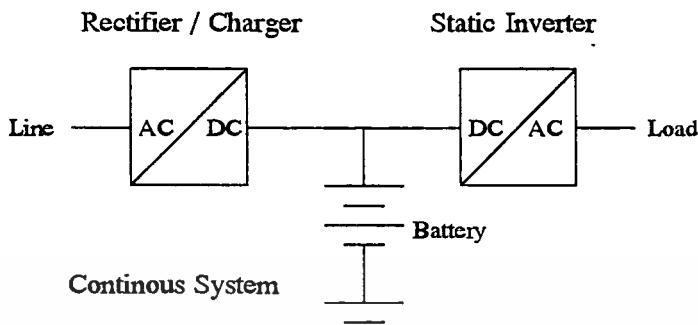 Rectifier / Charger Static Inverter
Line AC DC DC AC Load
Battery
Continous System